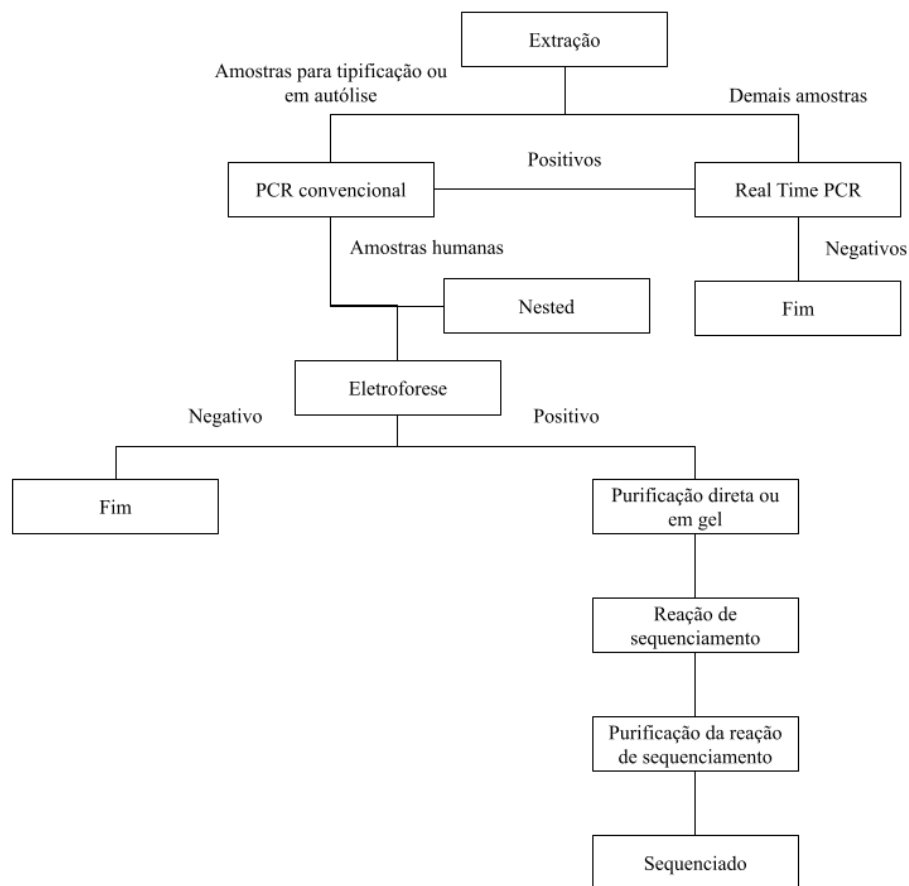 Extração
Amostras para tipificação ou
em autólise
Demais amostras
Positivos
PCR convencional
Real Time PCR
Amostras humanas
Negativos
Nested
Fim
Eletroforese
Negativo
Positivo
Fim
Purificação direta ou
em gel
Reação de
sequenciamento
Purificação da reação
de sequenciamento
Sequenciado